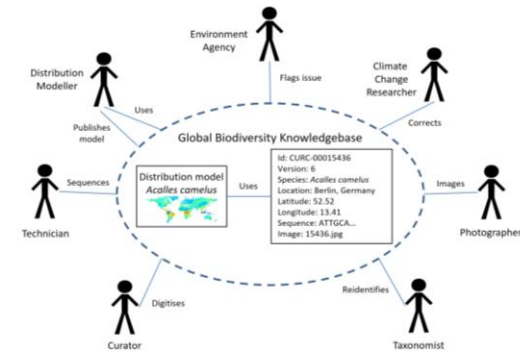 Environment
Agency
Flags issue
Distribution
Modeller
Climate
Change
Researcher
Uses
Publishes
model
Corrects
Global Biodiversity Knowledgebase
Distribution model
Acalles camelus
Uses
Id: CURC-00015436
Version: 6
Species: Acalles camelus
Location: Berlin, Germany
Latitude: 52.52
Longitude: 13.41
Sequence: ATTGCA...
Image: 15436.jpg
Sequences
Images
Technician
Photographer
Digitises
Reidentifies
Curator
Taxonomist